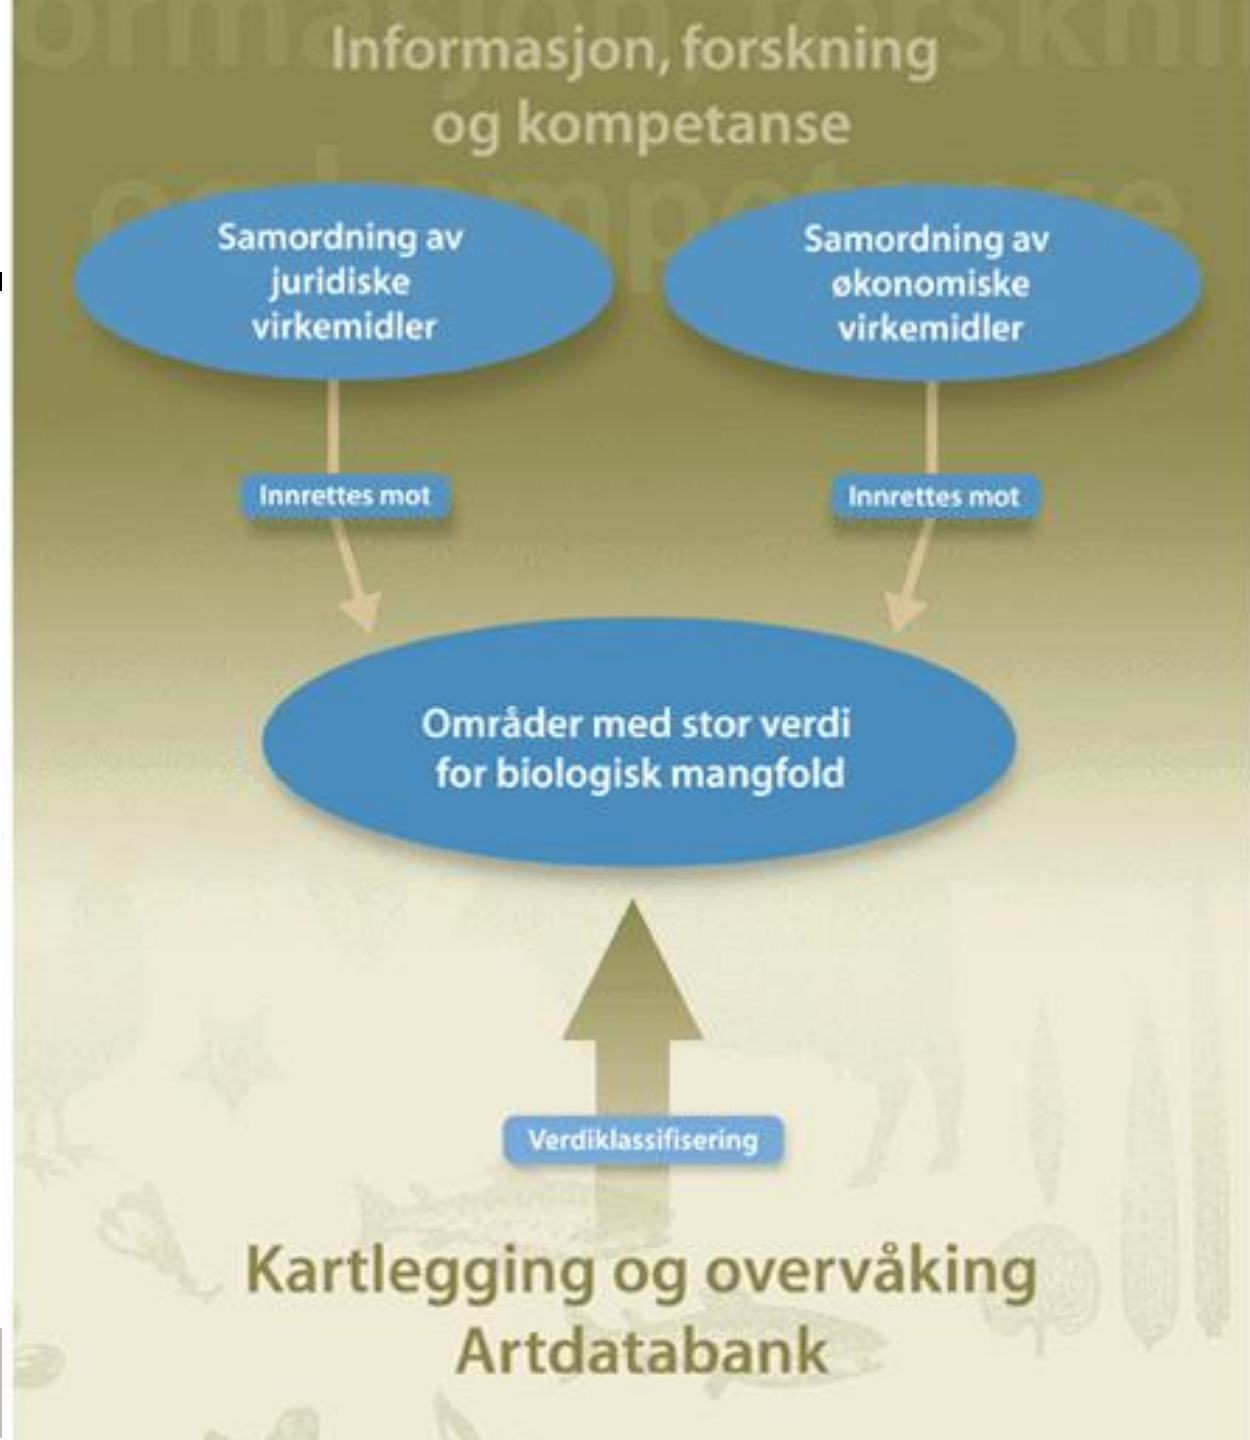 Informasjon, forskning
og kompetanse
Samordning av
juridiske
virkemidler
Samordning av
økonomiske
virkemidler
Innrettes mot
Innrettes mot
Områder med stor verdi
for biologisk mangfold
Verdiklassifisering
Kartlegging og overvåking
Artdatabank